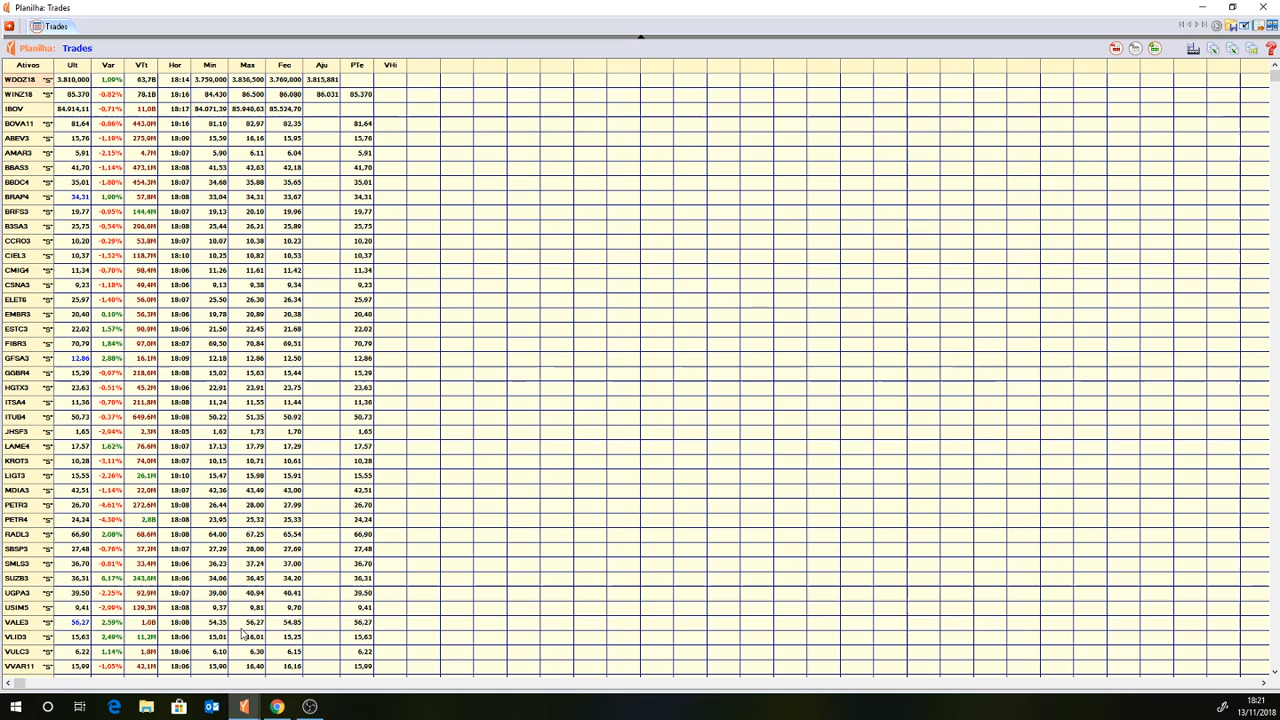 Planilha: Trades
Trades
Planilha: Trades
Ativos Ult Var VTt Hor Min Max Fec Aju PTe VHi
WDOZ18 *S* 3.810,000 1,09% 63,7B 18:14 3.759,000 3.836,500 3.769,000 3.815,881
WINZ18 *S* 85.370 -0,82% 78,1B 18:16 84.430 86.500 86.080 86.031 85.370
IBOV 84.914,11 -0,71% 11,0B 18:17 84.071,39 85.940,63 85.524,70
BOVA11 *S* 81,64 -0,86% 443,0M 18:16 81,10 82,97 82,35 81,64
ABEV3 *S* 15,76 -1,19% 275,9M 18:09 15,59 16,16 15,95 15,76
AMAR3 *S* 5,91 -2,15% 4,7M 18:07 5,90 6,11 6,04 5,91
BBAS3 *S* 41,70 -1,14% 473,1M 18:08 41,53 42,63 42,18 41,70
BBDC4 *S* 35,01 -1,80% 454,3M 18:07 34,68 35,88 35,65 35,01
BRAP4 *S* 34,31 1,90% 57,8M 18:08 33,04 34,31 33,67 34,31
BRFS3 *S* 19,77 -0,95% 144,4M 18:07 19,13 20,10 19,96 19,77
B3SA3 *S* 25,75 -0,54% 296,6M 18:08 25,44 26,21 25,89 25,75
CCRO3 *S* 10,20 -0,29% 53,8M 18:07 10,07 10,38 10,23 10,20
CIEL3 *S* 10,37 -1,52% 118,7M 18:10 10,25 10,82 10,53 10,37
CMIG4 *S* 11,34 -0,70% 98,4M 18:06 11,26 11,61 11,42 11,34
CSNA3 *S* 9,23 -1,18% 49,4M 18:06 9,13 9,38 9,34 9,23
ELET6 *S* 25,97 -1,40% 56,0M 18:07 25,50 26,30 26,34 25,97
EMBR3 *S* 20,40 0,10% 56,3M 18:06 19,78 20,89 20,38 20,40
ESTC3 *S* 22,02 1,57% 90,9M 18:06 21,50 22,45 21,68 22,02
FIBR3 *S* 70,79 1,84% 97,0M 18:07 69,50 70,84 69,51 70,79
GFSA3 *S* 12,86 2,88% 16,1M 18:09 12,18 12,86 12,50 12,86
GGBR4 *S* 15,29 -0,97% 218,6M 18:08 15,02 15,63 15,44 15,29
HGTX3 *S* 23,63 -0,51% 45,2M 18:06 22,91 23,91 23,75 23,63
ITSA4 *S* 11,36 -0,70% 211,8M 18:08 11,24 11,55 11,44 11,36
ITUB4 *S* 50,73 -0,37% 649,6M 18:08 50,22 51,35 50,92 50,73
JHSF3 *S* 1,65 -2,94% 2,3M 18:05 1,62 1,73 1,70 1,65
LAME4 *S* 17,57 1,62% 76,6M 18:08 17,13 17,79 17,29 17,57
KROT3 *S* 10,28 -3,11% 74,0M 18:07 10,15 10,71 10,61 10,28
LIGT3 *S* 15,55 -2,26% 26,1M 18:10 15,47 15,98 15,91 15,55
MDIA3 *S* 42,51 -1,14% 22,0M 18:07 42,36 43,49 43,00 42,51
PETR3 *S* 26,70 -4,61% 272,6M 18:08 26,44 28,00 27,99 26,70
PETR4 *S* 24,24 -4,30% 2,8B 18:08 23,95 25,32 25,33 24,24
RADL3 *S* 66,90 2,08% 68,6M 18:08 64,00 67,25 65,54 66,90
SBSP3 *S* 27,48 -0,76% 37,2M 18:07 27,29 28,00 27,69 27,48
SMLS3 *S* 36,70 -0,81% 33,4M 18:06 36,23 37,24 37,00 36,70
SUZB3 *S* 36,31 6,17% 243,6M 18:06 34,06 36,45 34,20 36,31
UGPA3 *S* 39,50 -2,25% 92,9M 18:07 39,00 40,94 40,41 39,50
USIM5 *S* 9,41 -2,99% 129,3M 18:08 9,37 9,81 9,70 9,41
VALE3 *S* 56,27 2,59% 1,0B 18:08 54,35 56,27 54,85 56,27
VLID3 *S* 15,63 2,49% 11,2M 18:06 15,01 16,01 15,25 15,63
VULC3 *S* 6,22 1,14% 1,8M 18:06 6,10 6,30 6,15 6,22
VVAR11 *S* 15,99 -1,05% 42,1M 18:06 15,90 16,40 16,16 15,99
18:21
13/11/2018